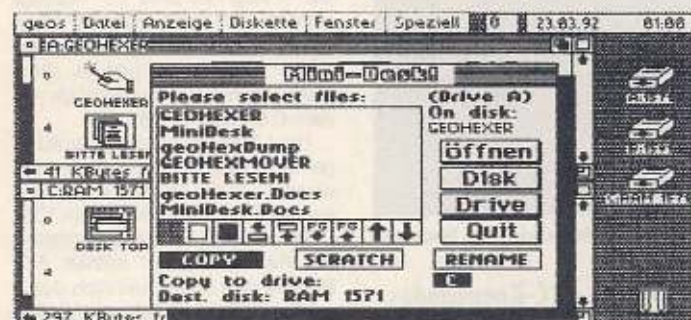 geos Datei Anzeige Diskette Fenster Speziell 23.03.92 01:00
A:GEOHEXER
Mini-Desk!
GEOHEXER
BITTE LESEN
41 KBytes
Please select files:
GEOHEXER
MiniDesk
geoHexDump
GEOHEXMOVER
BITTE LESEN!
geoHexer.Docs
MiniDesk.Docs
(Drive A)
On disk:
GEOHEXER
öffnen
Disk
Drive
Quit
COPY SCRATCH RENAME
Copy to drive: C
Dest. disk: RAM 1571
C:RAM 1571
DESK TOP
297 KBytes